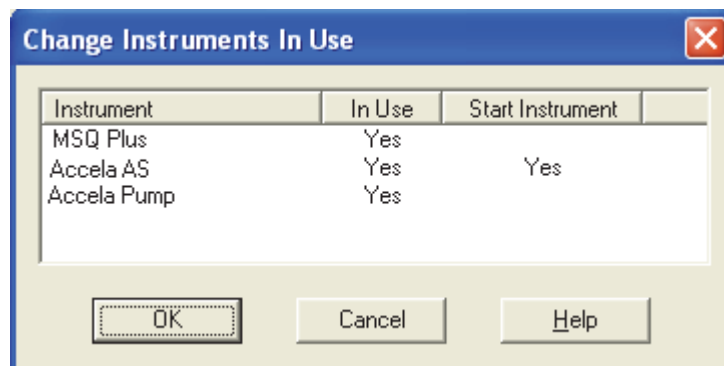 Change Instruments In Use
Instrument In Use Start Instrument
MSQ Plus Yes
Accela AS Yes Yes
Accela Pump Yes
OK Cancel Help